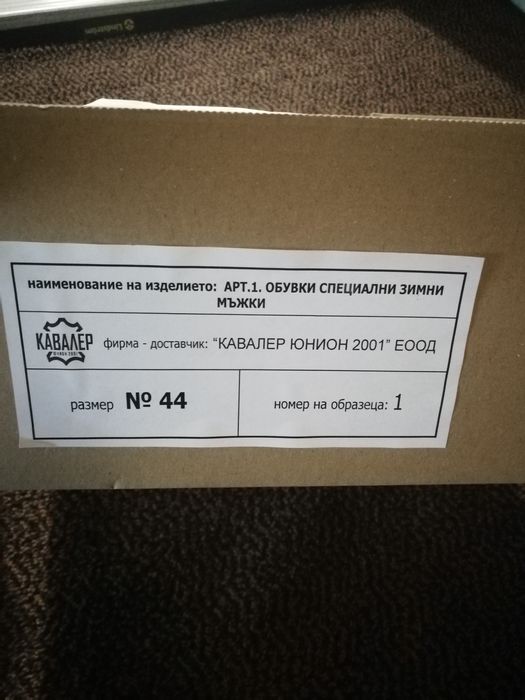 Lindström
наименование на изделието: АРТ.1. ОБУВКИ СПЕЦИАЛНИ ЗИМНИ
МЪЖКИ
КАВАЛЕР
фирма - доставчик: "КАВАЛЕР ЮНИОН 2001" ЕООД
размер № 44
номер на образеца: 1